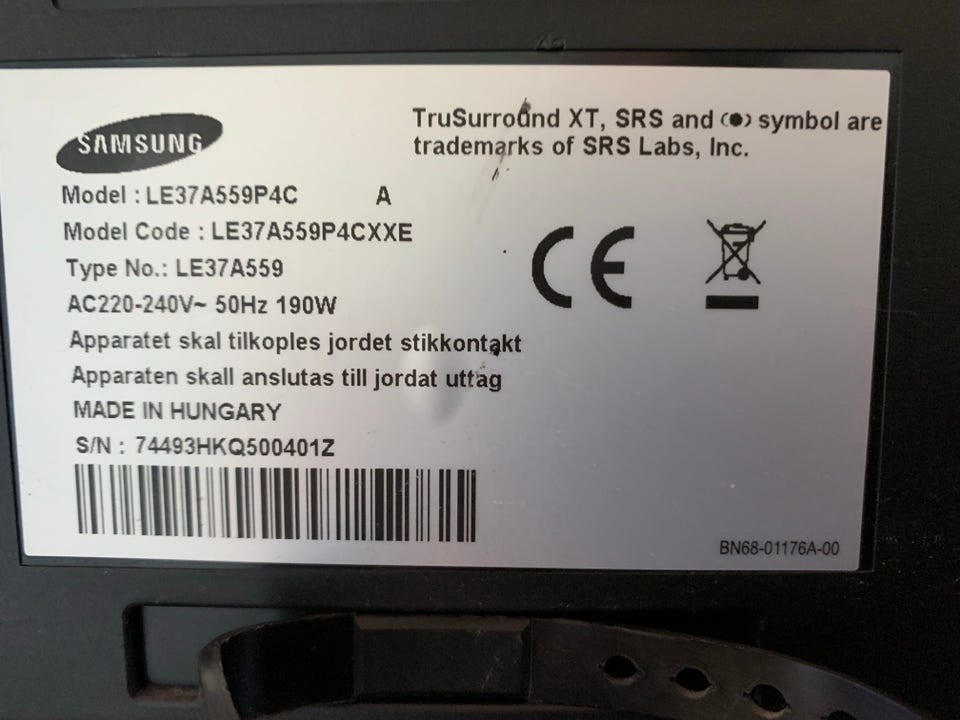 SAMSUNG
TruSurround XT, SRS and (●) symbol are
trademarks of SRS Labs, Inc.
Model : LE37A559P4C A
Model Code : LE37A559P4CXXE
Type No.: LE37A559
AC220-240V~ 50Hz 190W
Apparatet skal tilkoples jordet stikkontakt
Apparaten skall anslutas till jordat uttag
MADE IN HUNGARY
S/N : 74493HKQ500401Z
CE
BN68-01176A-00